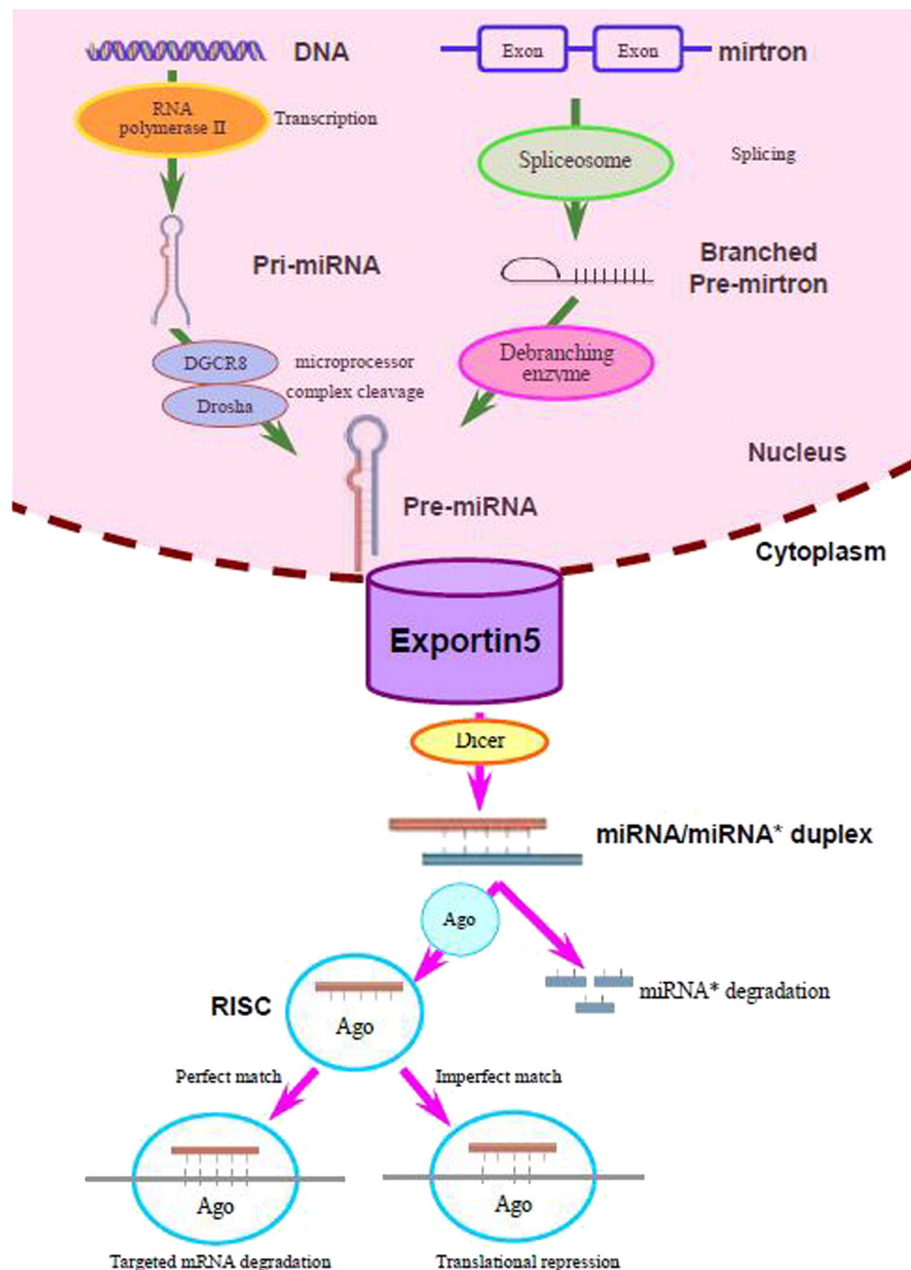 DNA
Exon
Exon
mirtron
RNA
polymerase II
Transcription
Spliceosome
Splicing
Pri-miRNA
Branched
Pre-mirtron
DGCR8
Drosha
microprocessor
complex cleavage
Debranching
enzyme
Nucleus
Pre-miRNA
Cytoplasm
Exportin5
Dicer
miRNA/miRNA* duplex
Ago
miRNA* degradation
RISC
Ago
Perfect match
Imperfect match
Ago
Ago
Targeted mRNA degradation
Translational repression